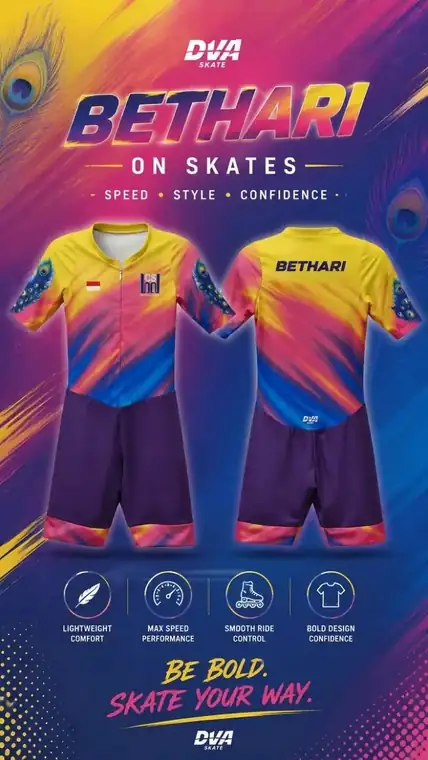 DVA
SKATE
BETHARI
ON SKATES
SPEED • STYLE • CONFIDENCE
BETHARI
DVA
LIGHTWEIGHT
COMFORT
MAX SPEED
PERFORMANCE
SMOOTH RIDE
CONTROL
BOLD DESIGN
CONFIDENCE
BE BOLD.
SKATE YOUR WAY.
DVA
SKATE